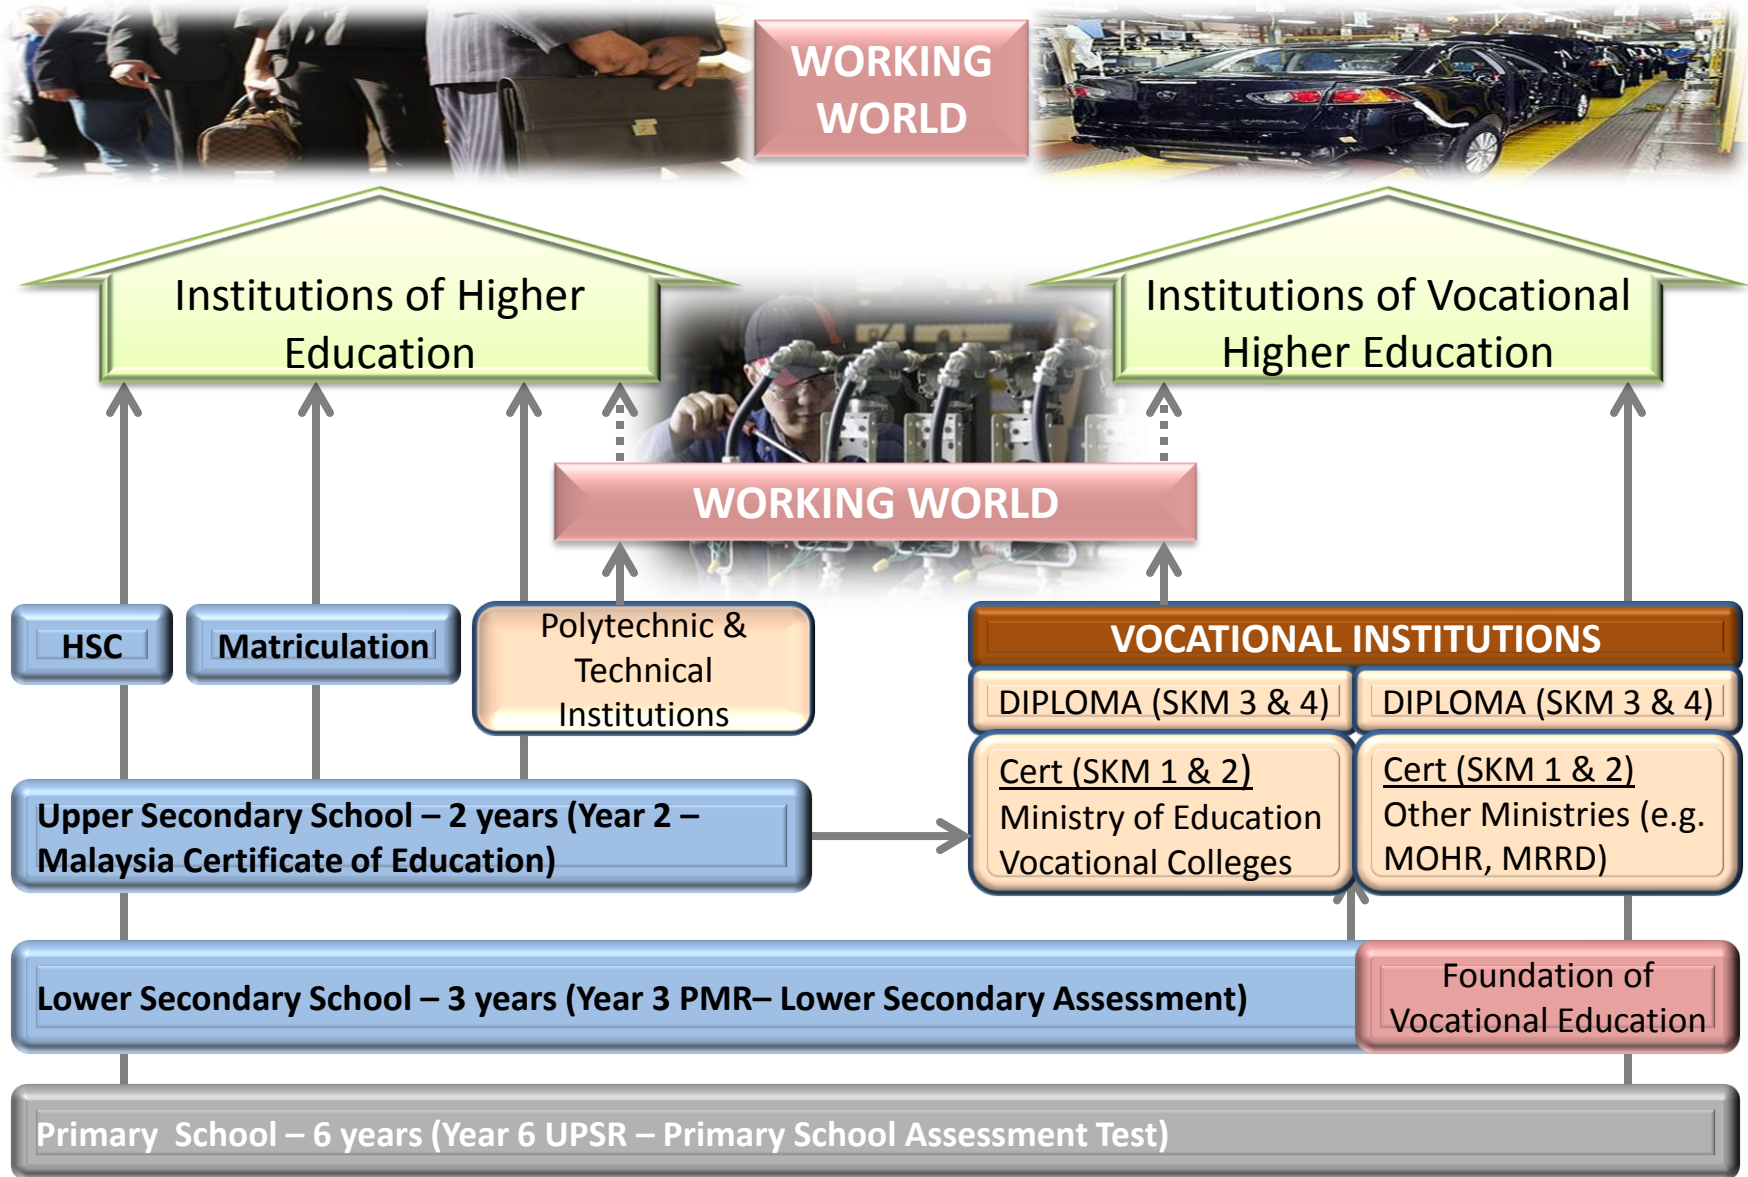 WORKING
WORLD
Institutions of Higher
Education
Institutions of Vocational
Higher Education
WORKING WORLD
HSC
Matriculation
Polytechnic &
Technical
Institutions
VOCATIONAL INSTITUTIONS
DIPLOMA (SKM 3 & 4)
DIPLOMA (SKM 3 & 4)
Cert (SKM 1 & 2)
Ministry of Education
Vocational Colleges
Cert (SKM 1 & 2)
Other Ministries (e.g.
MOHR, MRRD)
Upper Secondary School – 2 years (Year 2 –
Malaysia Certificate of Education)
Lower Secondary School – 3 years (Year 3 PMR– Lower Secondary Assessment)
Foundation of
Vocational Education
Primary  School – 6 years (Year 6 UPSR – Primary School Assessment Test)